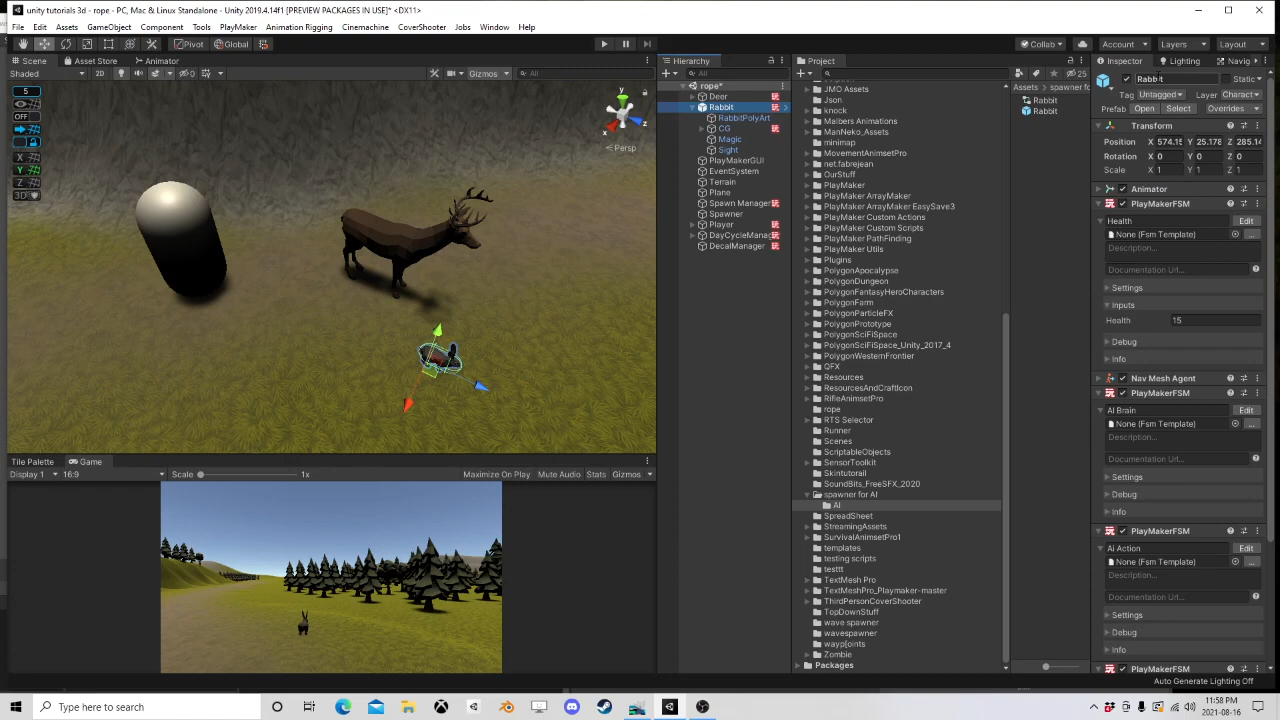 unity tutorials 3d - rope - PC, Mac & Linux Standalone - Unity 2019.4.14f1 [PREVIEW PACKAGES IN USE]* <DX11>
File Edit Assets GameObject Component Tools PlayMaker Animation Rigging Cinemachine CoverShooter Jobs Window Help
Pivot Global Collab Account Layers Layout
Scene Asset Store Animator
Shaded 2D 0 Gizmos All
5
OFF
X
Y
Z
3D
y
x
z
Persp
Tile Palette Game
Display 1 16:9 Scale 1x Maximize On Play Mute Audio Stats Gizmos
Hierarchy
All
rope*
Deer
Rabbit
RabbitPolyArt
CG
Magic
Sight
PlayMakerGUI
EventSystem
Terrain
Plane
Spawn Manager
Spawner
Player
DayCycleManag
DecalManager
Project
25
JMO Assets
Json
knock
Malbers Animations
ManNeko_Assets
minimap
MovementAnimsetPro
net.fabrejean
OurStuff
PlayMaker
PlayMaker ArrayMaker
PlayMaker ArrayMaker EasySave3
PlayMaker Custom Actions
PlayMaker Custom Scripts
PlayMaker PathFinding
PlayMaker Utils
Plugins
PolygonApocalypse
PolygonDungeon
PolygonFantasyHeroCharacters
PolygonFarm
PolygonParticleFX
PolygonPrototype
PolygonSciFiSpace
PolygonSciFiSpace_Unity_2017_4
PolygonWesternFrontier
QFX
Resources
ResourcesAndCraftIcon
RifleAnimsetPro
rope
RTS Selector
Runner
Scenes
ScriptableObjects
SensorToolkit
Skintutorail
SoundBits_FreeSFX_2020
spawner for AI
AI
SpreadSheet
StreamingAssets
SurvivalAnimsetPro1
templates
testing scripts
testtt
TextMesh Pro
TextMeshPro_Playmaker-master
ThirdPersonCoverShooter
TopDownStuff
wave spawner
wavespawner
wayp[oints
Zombie
Packages
Assets > spawner fo
Rabbit
Rabbit
Inspector Lighting Navig
Rabbit Static
Tag Untagged Layer Charact
Prefab Open Select Overrides
Transform
Position X 574.15 Y 25.178 Z 285.14
Rotation X 0 Y 0 Z 0
Scale X 1 Y 1 Z 1
Animator
PlayMakerFSM
Health Edit
None (Fsm Template) ...
Description...
Documentation Url...
Settings
Inputs
Health 15
Debug
Info
Nav Mesh Agent
PlayMakerFSM
AI Brain Edit
None (Fsm Template) ...
Description...
Documentation Url...
Settings
Debug
Info
PlayMakerFSM
Ai Action Edit
None (Fsm Template) ...
Description...
Documentation Url...
Settings
Debug
Info
PlayMakerFSM
Auto Generate Lighting Off
Type here to search
11:58 PM
2021-08-16